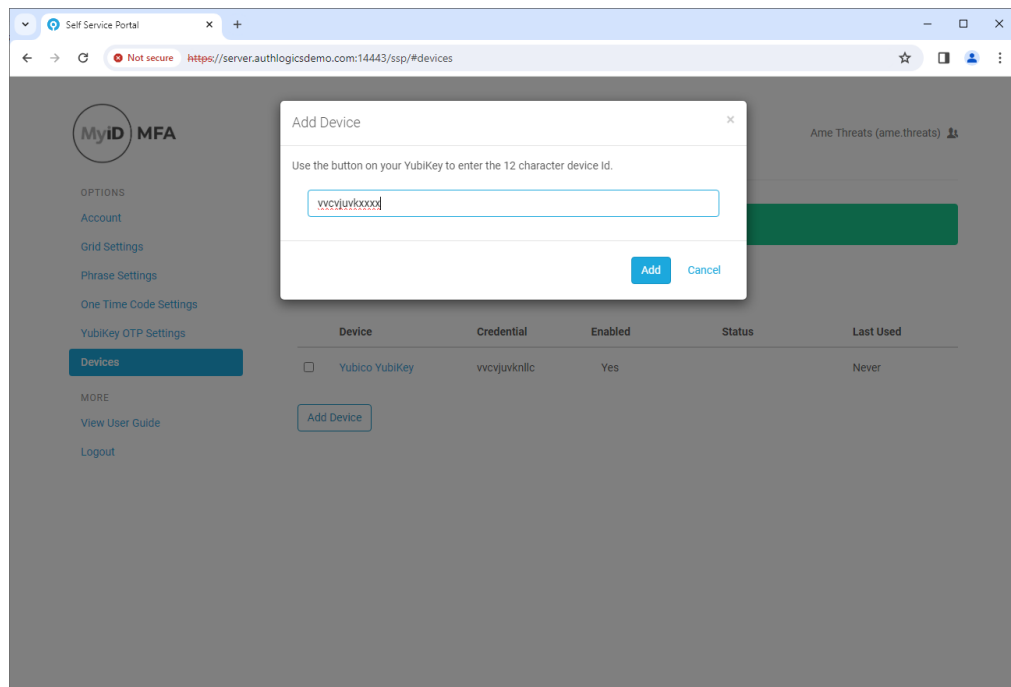 Self Service Portal
Not secure https://server.authlogicsdemo.com:14443/ssp/#devices
MyiD MFA
Ame Threats (ame.threats)
Add Device
Use the button on your YubiKey to enter the 12 character device Id.
vvcvjuvkxxxx
Add Cancel
OPTIONS
Account
Grid Settings
Phrase Settings
One Time Code Settings
YubiKey OTP Settings
Devices
MORE
View User Guide
Logout
Device Credential Enabled Status Last Used
Yubico YubiKey vvcvjuvknllc Yes Never
Add Device